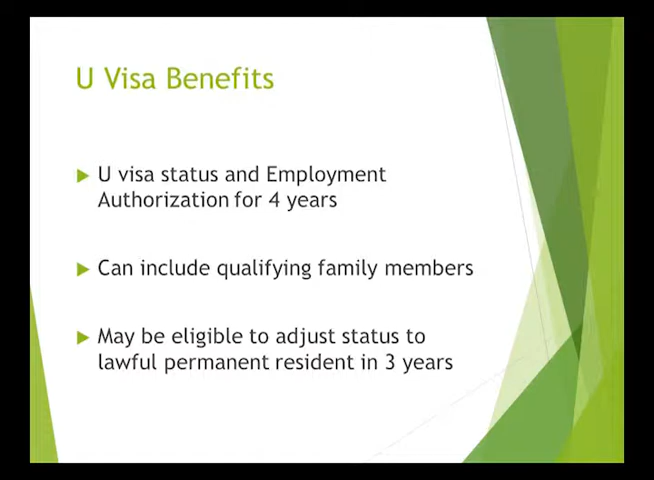 U Visa Benefits
U visa status and Employment
Authorization for 4 years
Can include qualifying family members
May be eligible to adjust status to
lawful permanent resident in 3 years